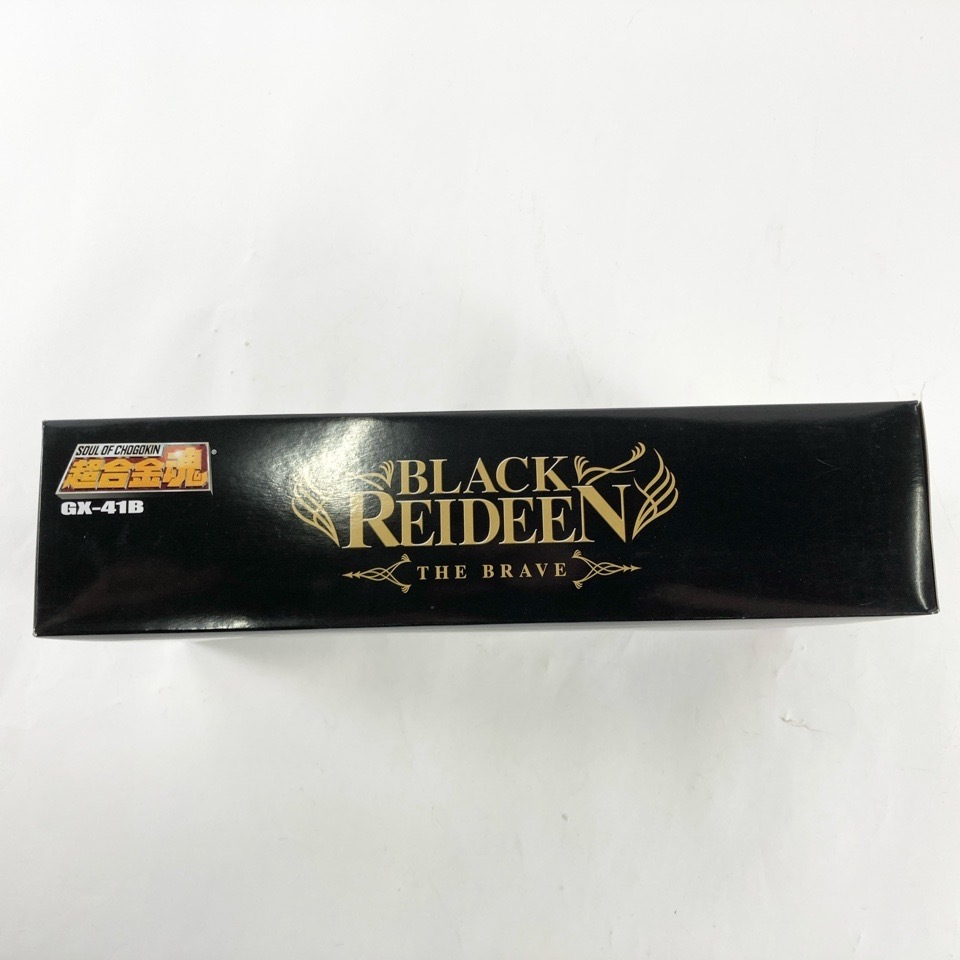 SOUL OF CHOGOKIN
超合金魂®
GX-41B
BLACK
REIDEEN
THE BRAVE